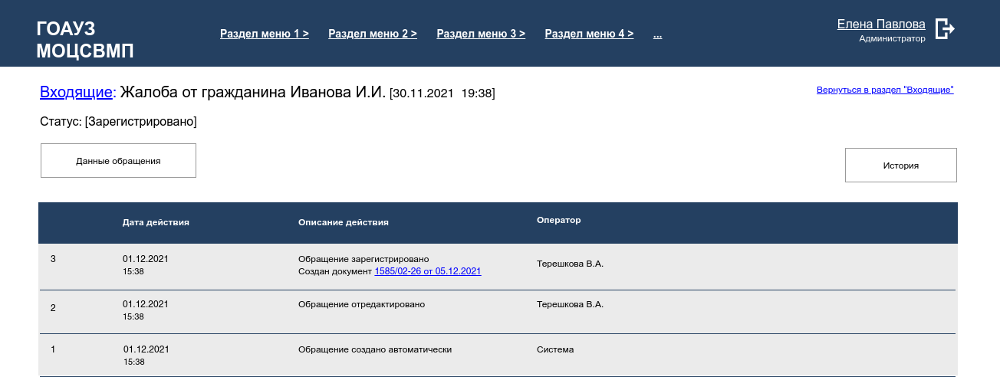 ГОАУЗ
МОЦСВМП
Раздел меню 1 > Раздел меню 2 > Раздел меню 3 > Раздел меню 4 > ...
Елена Павлова
Администратор
Входящие: Жалоба от гражданина Иванова И.И. [30.11.2021 19:38]
Вернуться в раздел "Входящие"
Статус: [Зарегистрировано]
Данные обращения
История
Дата действия Описание действия Оператор
3 01.12.2021 Обращение зарегистрировано Терешкова В.А.
15:38 Создан документ 1585/02-26 от 05.12.2021
2 01.12.2021 Обращение отредактировано Терешкова В.А.
15:38
1 01.12.2021 Обращение создано автоматически Система
15:38